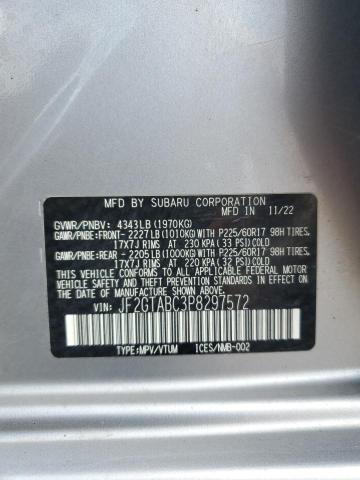 MFD BY SUBARU CORPORATION 11/22
GVWR/PNBV: 4343LB (1970KG)
GAWR/PNBE:FRONT- 2227LB (1010KG)WITH P225/60R17 98H TIRES,
17X7J RIMS AT 230 KPA (33 PSI)COLD
GAWR/PNBE:REAR - 2205LB (1000KG)WITH P225/60R17 98H TIRES,
17X7J RIMS AT 220 KPA (32 PSI)COLD
THIS VEHICLE CONFORMS TO ALL APPLICABLE FEDERAL MOTOR
VEHICLE SAFETY, BUMPER, AND THEFT PREVENTION STANDARDS
IN EFFECT ON THE DATE OF MANUFACTURE SHOWN ABOVE.
VIN: JF2GTABC3P8297572
TYPE:MPV/VTUM ICES/NMB-002